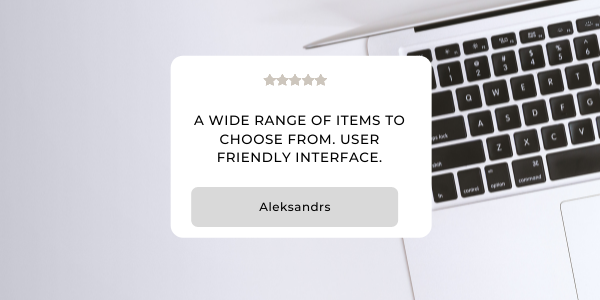 A WIDE RANGE OF ITEMS TO
CHOOSE FROM. USER
FRIENDLY INTERFACE.
Aleksandrs